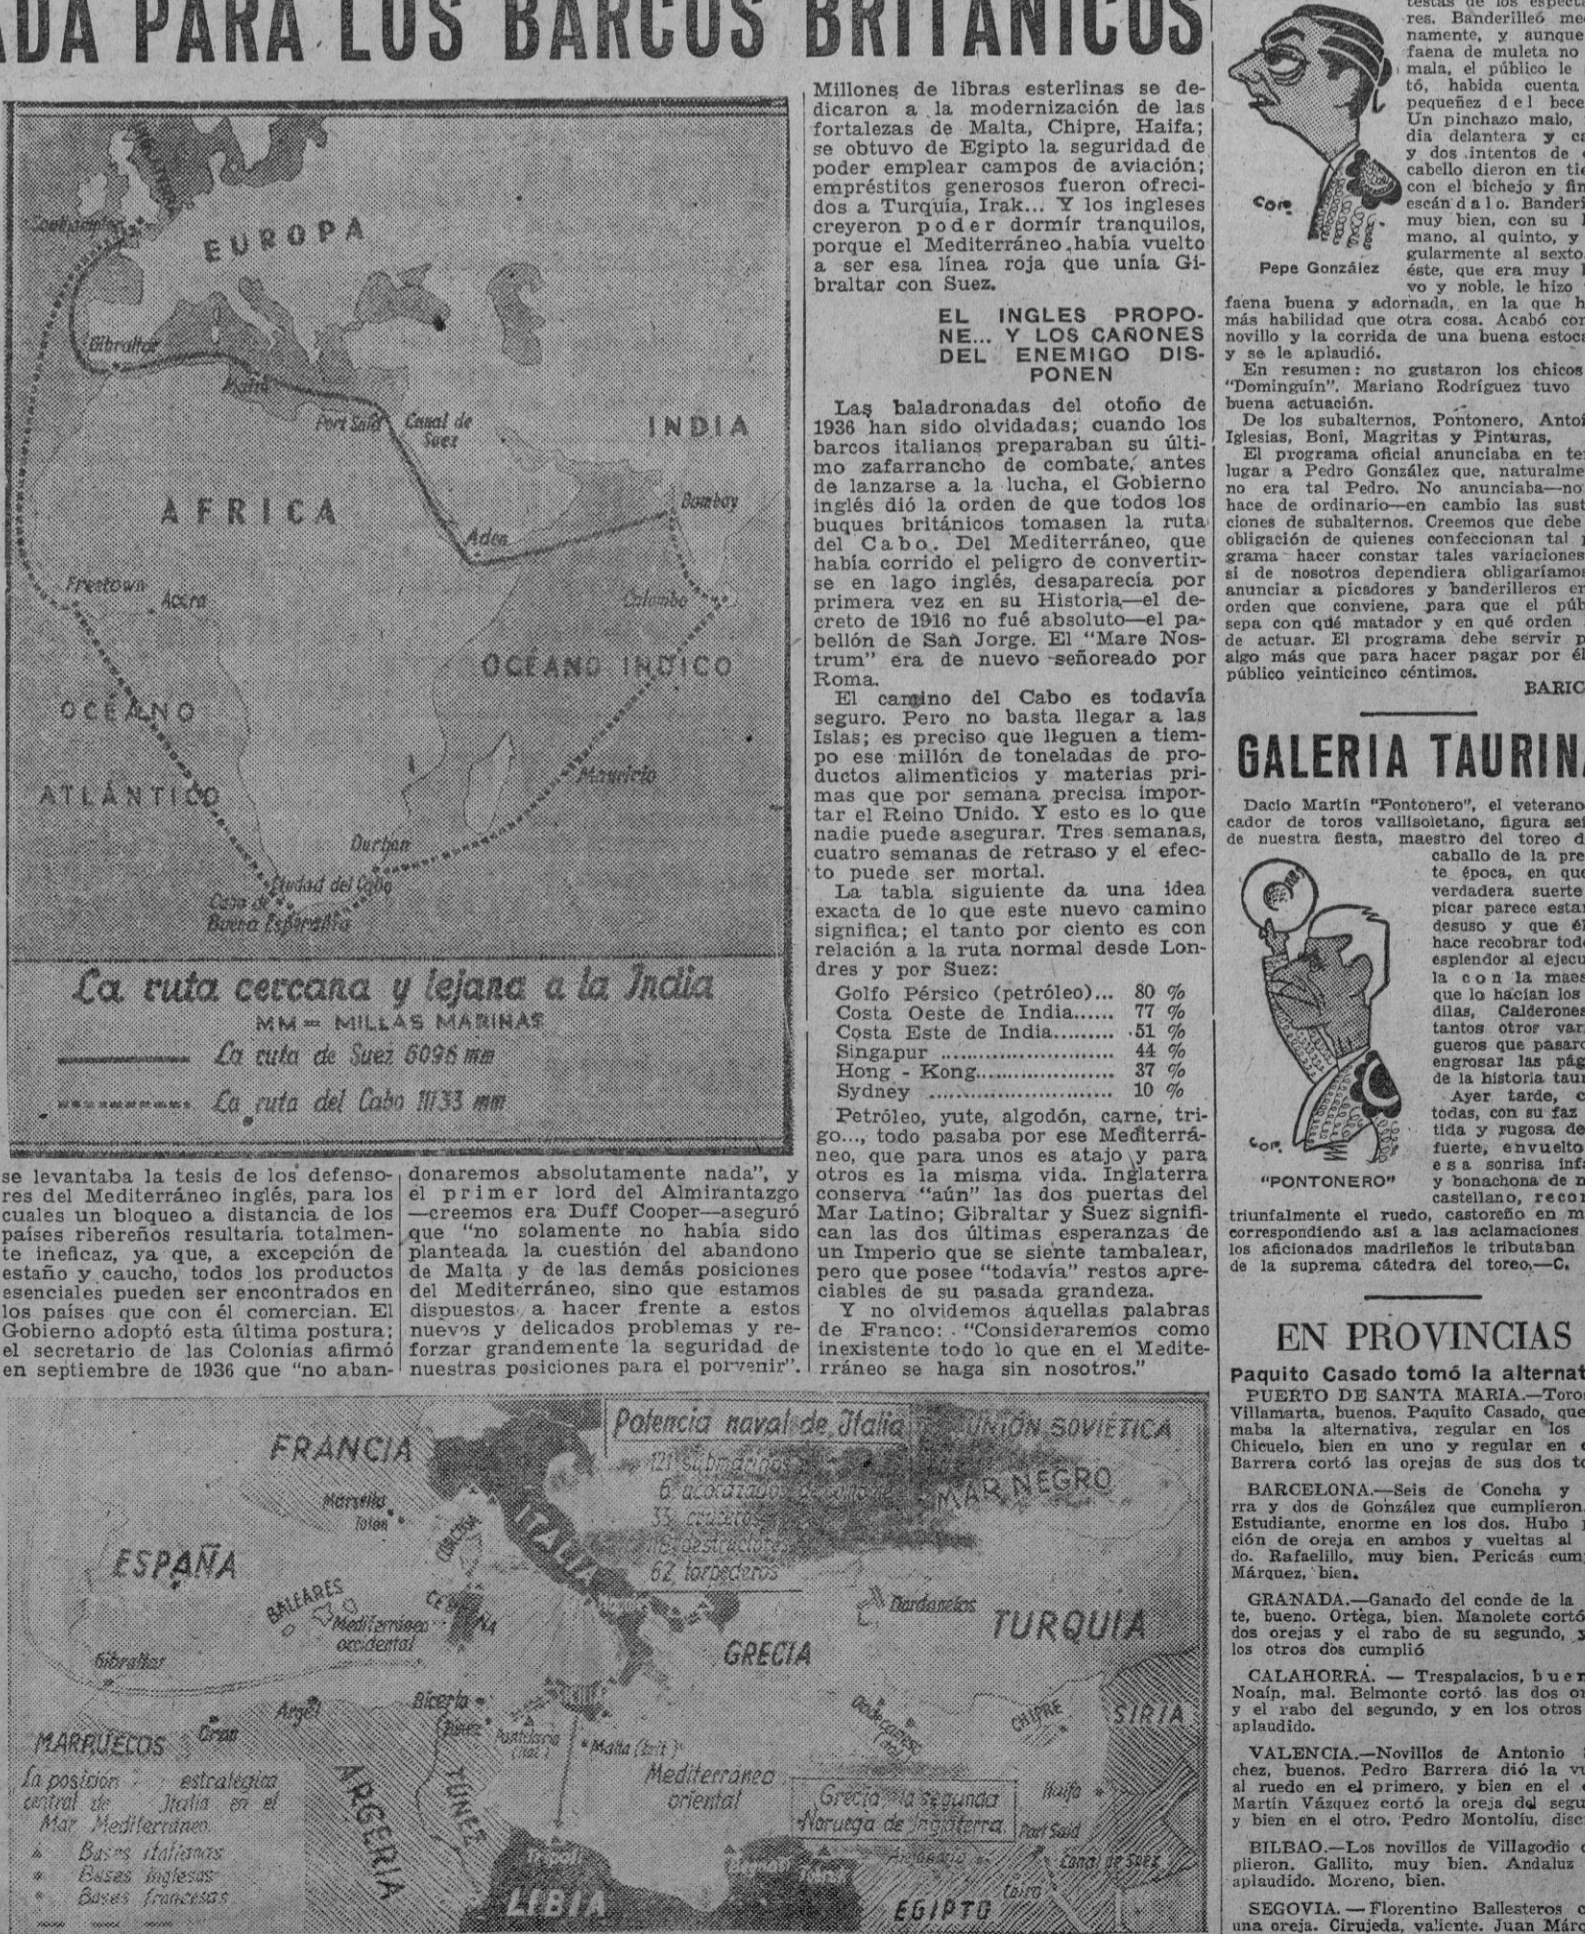 PARA LOS BARCOS BRITANICOS
EUROPA
Gibraltar
Malta
Port Said
Canal de
Suez
INDIA
AFRICA
Bombay
Aden
Freetown
Accra
Colombo
OCÉANO INDICO
OCÉANO
ATLÁNTICO
Mauricio
Durban
Ciudad del Cabo
Cabo de
Buena Esperanza
La ruta cercana y lejana a la India
MM = MILLAS MARINAS
La ruta de Suez 6096 mm
La ruta del Cabo 11133 mm
se levantaba la tesis de los defenso-
res del Mediterráneo inglés, para los
cuales un bloqueo a distancia de los
países ribereños resultaría totalmen-
te ineficaz, ya que, a excepción de
estaño y caucho, todos los productos
esenciales pueden ser encontrados en
los países que con él comercian. El
Gobierno adoptó esta última postura;
el secretario de las Colonias afirmó
en septiembre de 1936 que "no aban-
donaremos absolutamente nada", y
el primer lord del Almirantazgo
—creemos era Duff Cooper—aseguró
que "no solamente no había sido
planteada la cuestión del abandono
de Malta y de las demás posiciones
del Mediterráneo, sino que estamos
dispuestos a hacer frente a estos
nuevos y delicados problemas y re-
forzar grandemente la seguridad de
nuestras posiciones para el porvenir".
Millones de libras esterlinas se de-
dicaron a la modernización de las
fortalezas de Malta, Chipre, Haifa;
se obtuvo de Egipto la seguridad de
poder emplear campos de aviación;
empréstitos generosos fueron ofreci-
dos a Turquía, Irak... Y los ingleses
creyeron poder dormir tranquilos,
porque el Mediterráneo había vuelto
a ser esa línea roja que unía Gi-
braltar con Suez.
EL INGLES PROPO-
NE... Y LOS CAÑONES
DEL ENEMIGO DIS-
PONEN
Las baladronadas del otoño de
1936 han sido olvidadas; cuando los
barcos italianos preparaban su últi-
mo zafarrancho de combate, antes
de lanzarse a la lucha, el Gobierno
inglés dió la orden de que todos los
buques británicos tomasen la ruta
del Cabo. Del Mediterráneo, que
había corrido el peligro de convertir-
se en lago inglés, desaparecía por
primera vez en su Historia—el de-
creto de 1916 no fué absoluto—el pa-
bellón de San Jorge. El "Mare Nos-
trum" era de nuevo señoreado por
Roma.
El camino del Cabo es todavía
seguro. Pero no basta llegar a las
Islas; es preciso que lleguen a tiem-
po ese millón de toneladas de pro-
ductos alimenticios y materias pri-
mas que por semana precisa impor-
tar el Reino Unido. Y esto es lo que
nadie puede asegurar. Tres semanas,
cuatro semanas de retraso y el efec-
to puede ser mortal.
La tabla siguiente da una idea
exacta de lo que este nuevo camino
significa; el tanto por ciento es con
relación a la ruta normal desde Lon-
dres y por Suez:
Golfo Pérsico (petróleo)... 80 %
Costa Oeste de India...... 77 %
Costa Este de India......... 51 %
Singapur ......................... 44 %
Hong - Kong.................... 37 %
Sydney .......................... 10 %
Petróleo, yute, algodón, carne, tri-
go..., todo pasaba por ese Mediterrá-
neo, que para unos es atajo y para
otros es la misma vida. Inglaterra
conserva "aún" las dos puertas del
Mar Latino; Gibraltar y Suez signifi-
can las dos últimas esperanzas de
un Imperio que se siente tambalear,
pero que posee "todavía" restos apre-
ciables de su pasada grandeza.
Y no olvidemos aquellas palabras
de Franco: "Consideraremos como
inexistente todo lo que en el Medite-
rráneo se haga sin nosotros."
FRANCIA
Potencia naval de Italia
UNIÓN SOVIÉTICA
121 submarinos
6 acorazados
33 cruceros
destructores
62 torpederos
MAR NEGRO
Marsella
Tolon
CORCEGA
ITALIA
ESPAÑA
BALEARES
Mediterráneo
occidental
Dardanelos
TURQUIA
GRECIA
Gibraltar
Bicerta
Tunez
Argel
Oran
Pantelaria
(ital.)
Malta
Dodecaneso
CHIPRE
SIRIA
MARRUECOS
La posición estratégica
central de Italia en el
Mar Mediterráneo.
Bases italianas
Bases inglesas
Bases francesas
ARGERIA
TÚNEZ
Mediterráneo
oriental
Grecia la segunda
Noruega de Inglaterra
Haifa
Port Said
Canal de Suez
Cairo
Tripoli
LIBIA
EGIPTO
res. Banderilleó me
namente, y aunque
faena de muleta no
mala, el público le
tó, habida cuenta
pequeñez del bece
Un pinchazo malo,
dia delantera y ca
y dos intentos de
cabello dieron en tie
con el bichejo y fin
escándalo. Banderi
muy bien, con su
mano, al quinto, y
gularmente al sexto.
éste, que era muy
vo y noble, le hizo
Cor.
Pepe González
faena buena y adornada, en la que h
más habilidad que otra cosa. Acabó con
novillo y la corrida de una buena estoca
y se le aplaudió.
En resumen: no gustaron los chicos
"Dominguín". Mariano Rodríguez tuvo
buena actuación.
De los subalternos, Pontonero, Anto
Iglesias, Boni, Magritas y Pinturas,
El programa oficial anunciaba en te
lugar a Pedro González que, naturalme
no era tal Pedro. No anunciaba—no
hace de ordinario—en cambio las sust
ciones de subalternos. Creemos que debe
obligación de quienes confeccionan tal
grama hacer constar tales variaciones
si de nosotros dependiera obligaríamos
anunciar a picadores y banderilleros en
orden que conviene, para que el púb
sepa con qué matador y en qué orden
de actuar. El programa debe servir p
algo más que para hacer pagar por él
público veinticinco céntimos.
BARIC
GALERIA TAURINA
Dacio Martín "Pontonero", el veterano
cador de toros vallisoletano, figura se
de nuestra fiesta, maestro del toreo d
caballo de la pre
te época, en que
verdadera suerte
picar parece esta
desuso y que él
hace recobrar todo
esplendor al ejecu
la con la maes
que lo hacían los
dilas, Calderones
tantos otros var
gueros que pasaro
engrosar las pág
de la historia taur
Ayer tarde, c
todas, con su faz
tida y rugosa de
fuerte, envuelto
esa sonrisa infa
y bonachona de n
castellano, recor
Cor.
"PONTONERO"
triunfalmente el ruedo, castoreño en m
correspondiendo así a las aclamaciones
los aficionados madrileños le tributaban
de la suprema cátedra del toreo.—C.
EN PROVINCIAS
Paquito Casado tomó la alternat
PUERTO DE SANTA MARIA.—Toro
Villamarta, buenos. Paquito Casado, que
maba la alternativa, regular en los
Chicuelo, bien en uno y regular en
Barrera cortó las orejas de sus dos to
BARCELONA.—Seis de Concha y
rra y dos de González que cumplieron.
Estudiante, enorme en los dos. Hubo
ción de oreja en ambos y vueltas al
do. Rafaelillo, muy bien. Pericás cum
Márquez, bien.
GRANADA.—Ganado del conde de la
te, bueno. Ortega, bien. Manolete cortó
dos orejas y el rabo de su segundo, y
los otros dos cumplió
CALAHORRA. — Trespalacios, buen
Noaín, mal. Belmonte cortó las dos or
y el rabo del segundo, y en los otros
aplaudido.
VALENCIA.—Novillos de Antonio
chez, buenos. Pedro Barrera dió la vu
al ruedo en el primero, y bien en el
Martín Vázquez cortó la oreja del segu
y bien en el otro. Pedro Montolíu, disc
BILBAO.—Los novillos de Villagodio
plieron. Gallito, muy bien. Andaluz
aplaudido. Moreno, bien.
SEGOVIA. — Florentino Ballesteros
una oreja. Cirujeda, valiente. Juan Márq